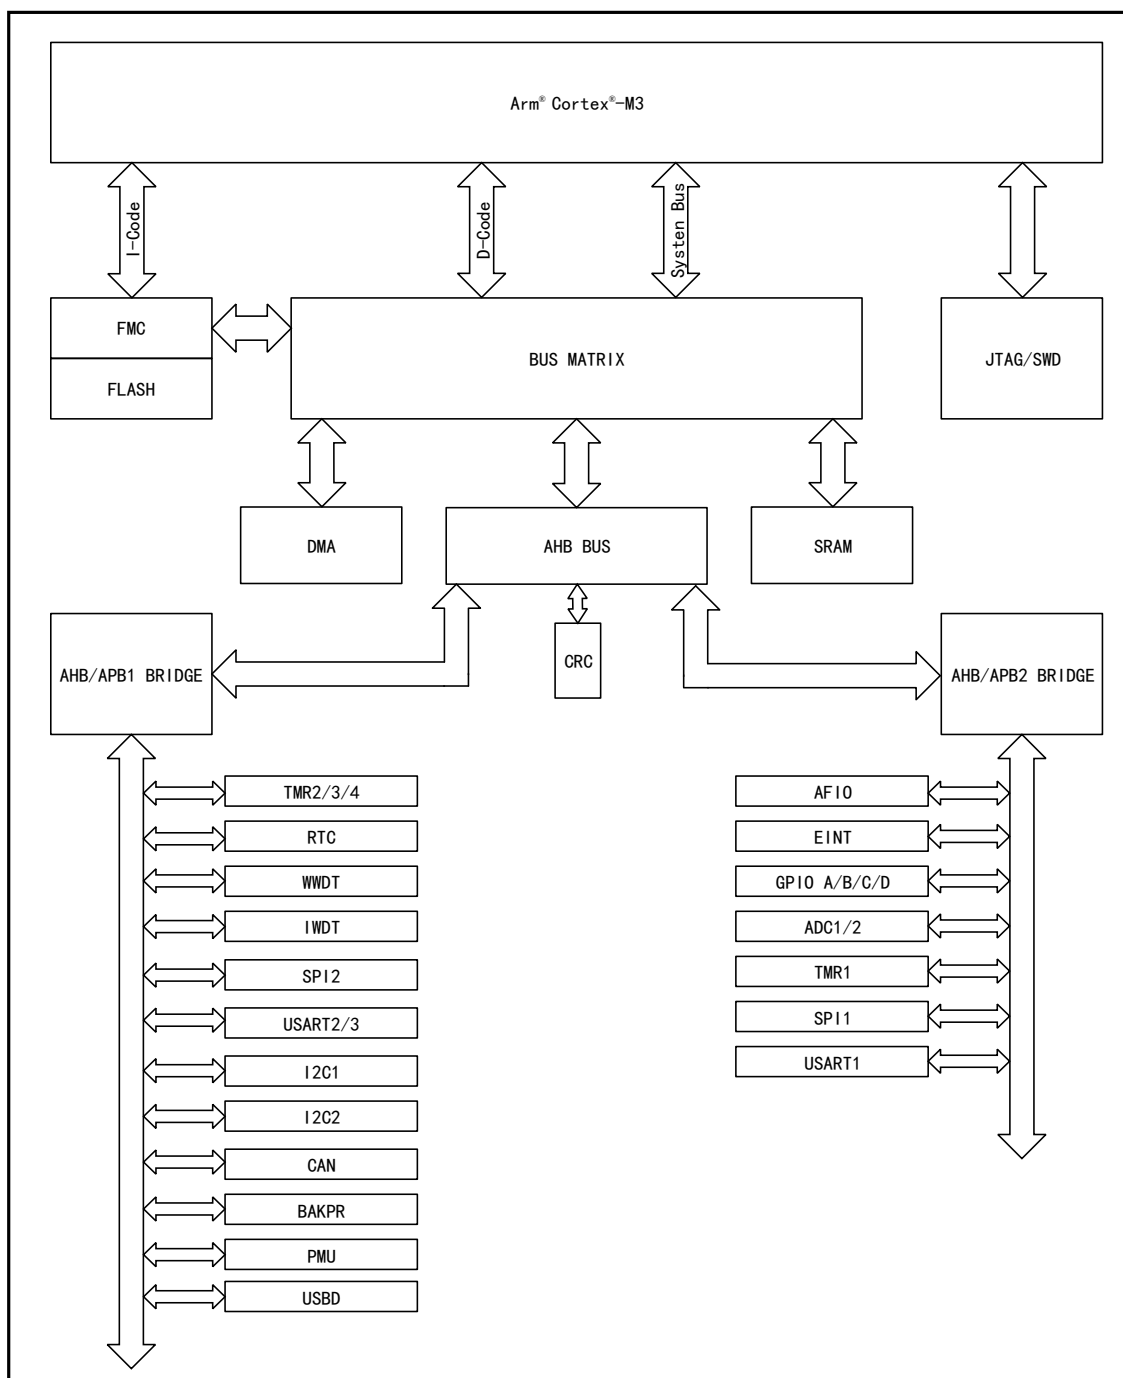 Arm® Cortex®-M3
I-Code
D-Code
Systen Bus
FMC
FLASH
BUS MATRIX
JTAG/SWD
DMA
AHB BUS
SRAM
CRC
AHB/APB1 BRIDGE
AHB/APB2 BRIDGE
TMR2/3/4
RTC
WWDT
IWDT
SPI2
USART2/3
I2C1
I2C2
CAN
BAKPR
PMU
USBD
AFIO
EINT
GPIO A/B/C/D
ADC1/2
TMR1
SPI1
USART1